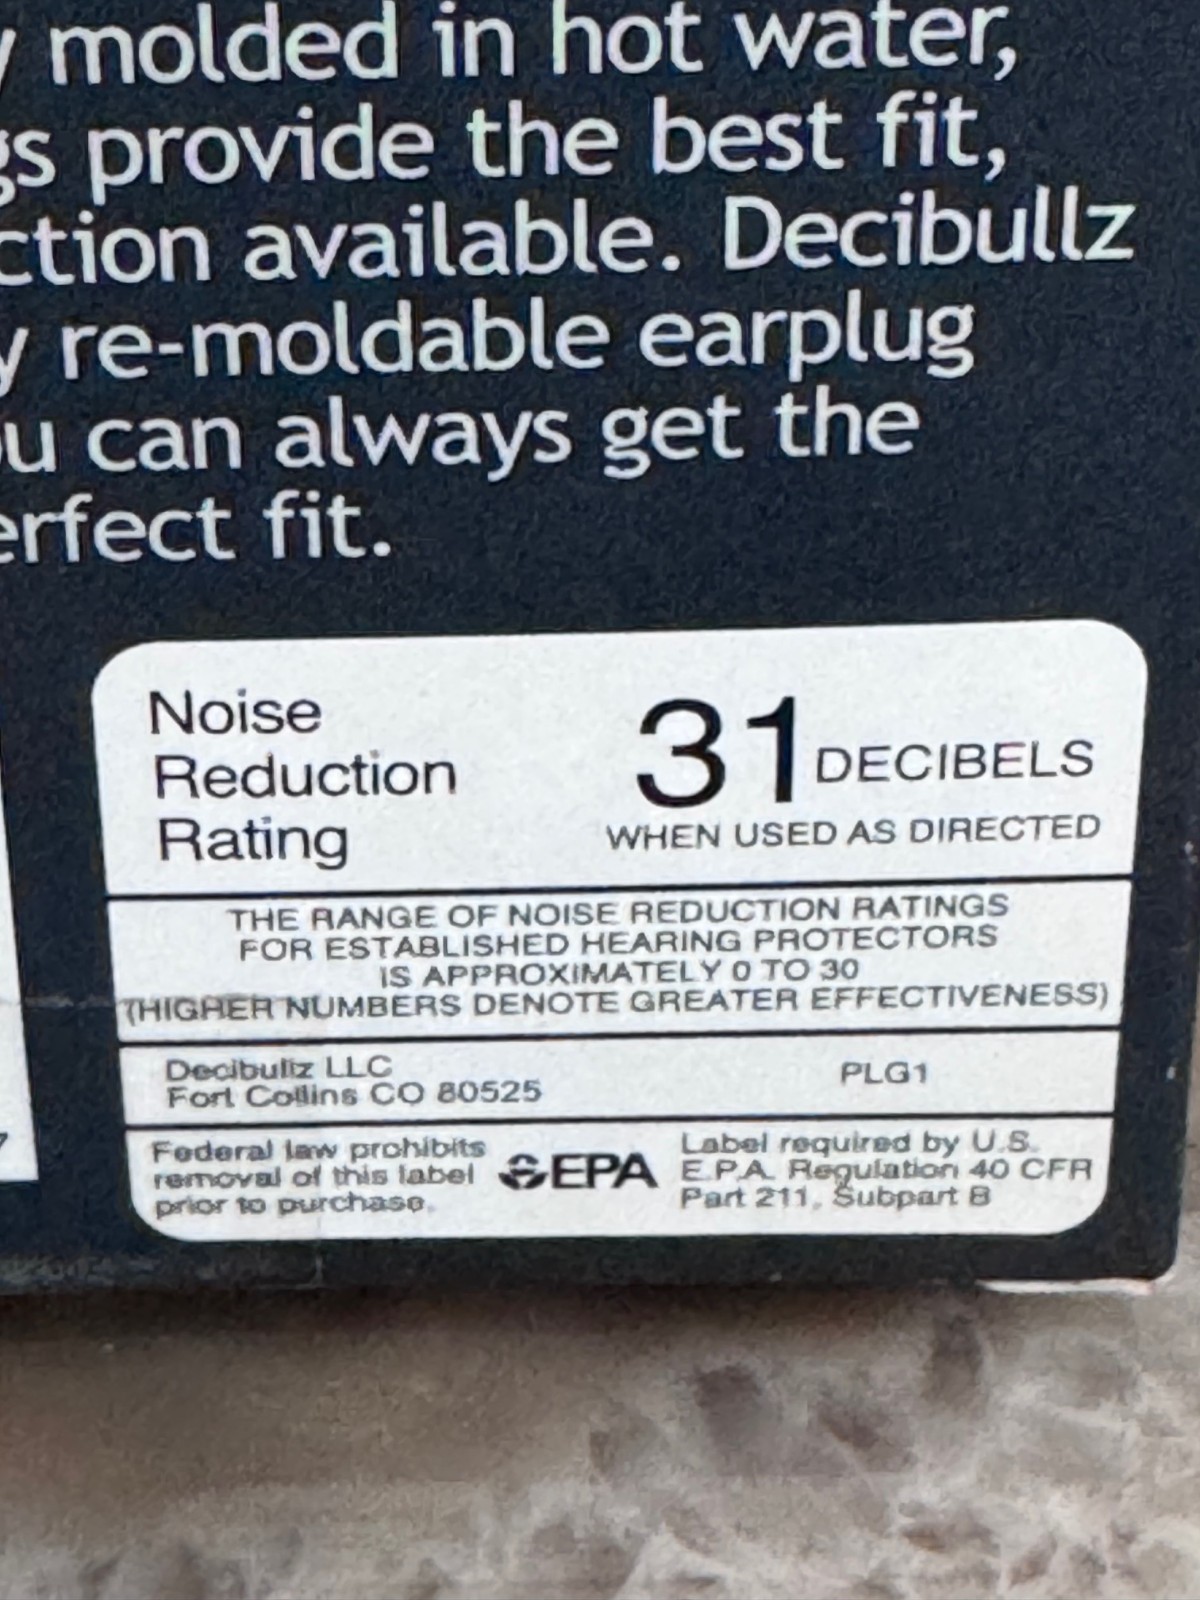 molded in hot water,
provide the best fit,
available. Decibullz
re-moldable earplug
can always get the
fit.
Noise
Reduction
Rating
31 DECIBELS
WHEN USED AS DIRECTED
THE RANGE OF NOISE REDUCTION RATINGS
FOR ESTABLISHED HEARING PROTECTORS
IS APPROXIMATELY 0 TO 30
(HIGHER NUMBERS DENOTE GREATER EFFECTIVENESS)
Decibullz LLC
Fort Collins CO 80525
PLG1
Federal law prohibits
removal of this label
prior to purchase.
EPA
Label required by U.S.
E.P.A. Regulation 40 CFR
Part 211, Subpart B